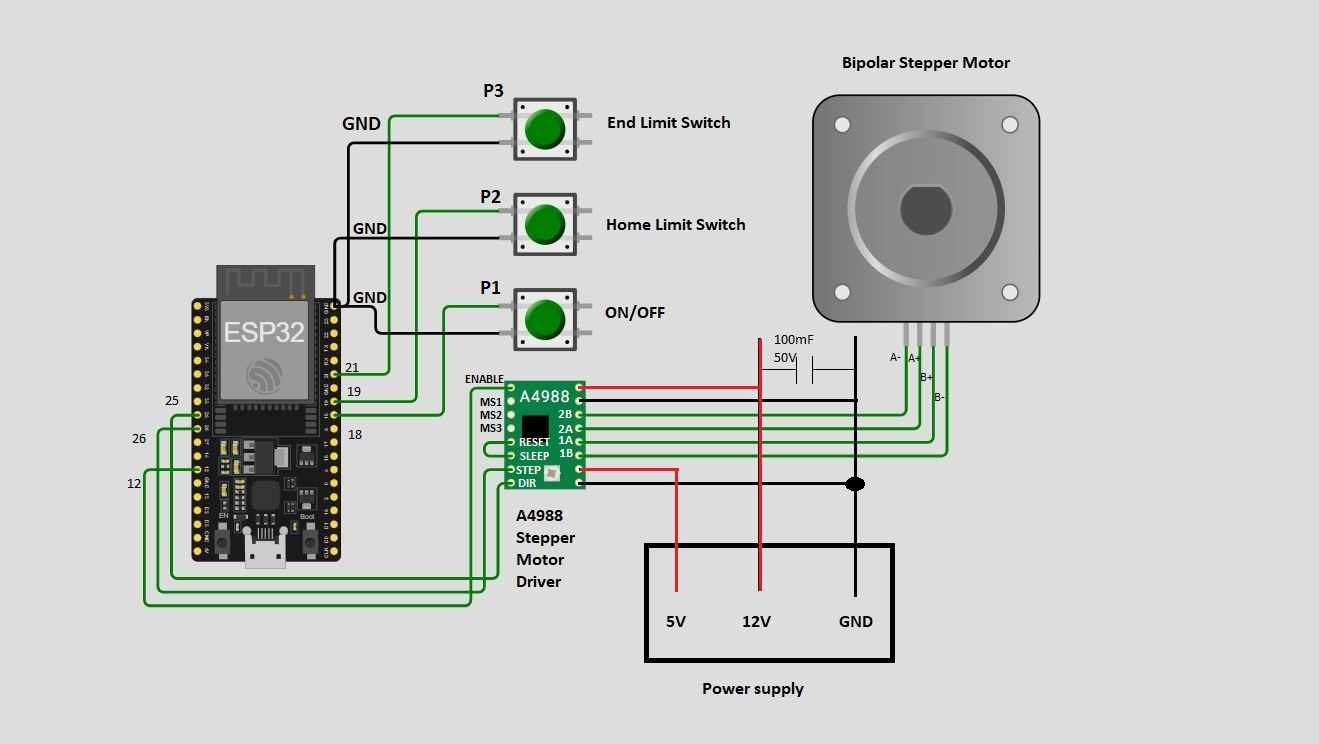 Bipolar Stepper Motor
P3
GND
End Limit Switch
P2
Home Limit Switch
GND
P1
GND
ON/OFF
ESP32
100mF
50V
A-
A+
B+
B-
21
19
18
25
26
12
EN
Boot
ENABLE
MS1
MS2
MS3
RESET
SLEEP
STEP
DIR
A4988
2B
2A
1A
1B
A4988
Stepper
Motor
Driver
5V
12V
GND
Power supply